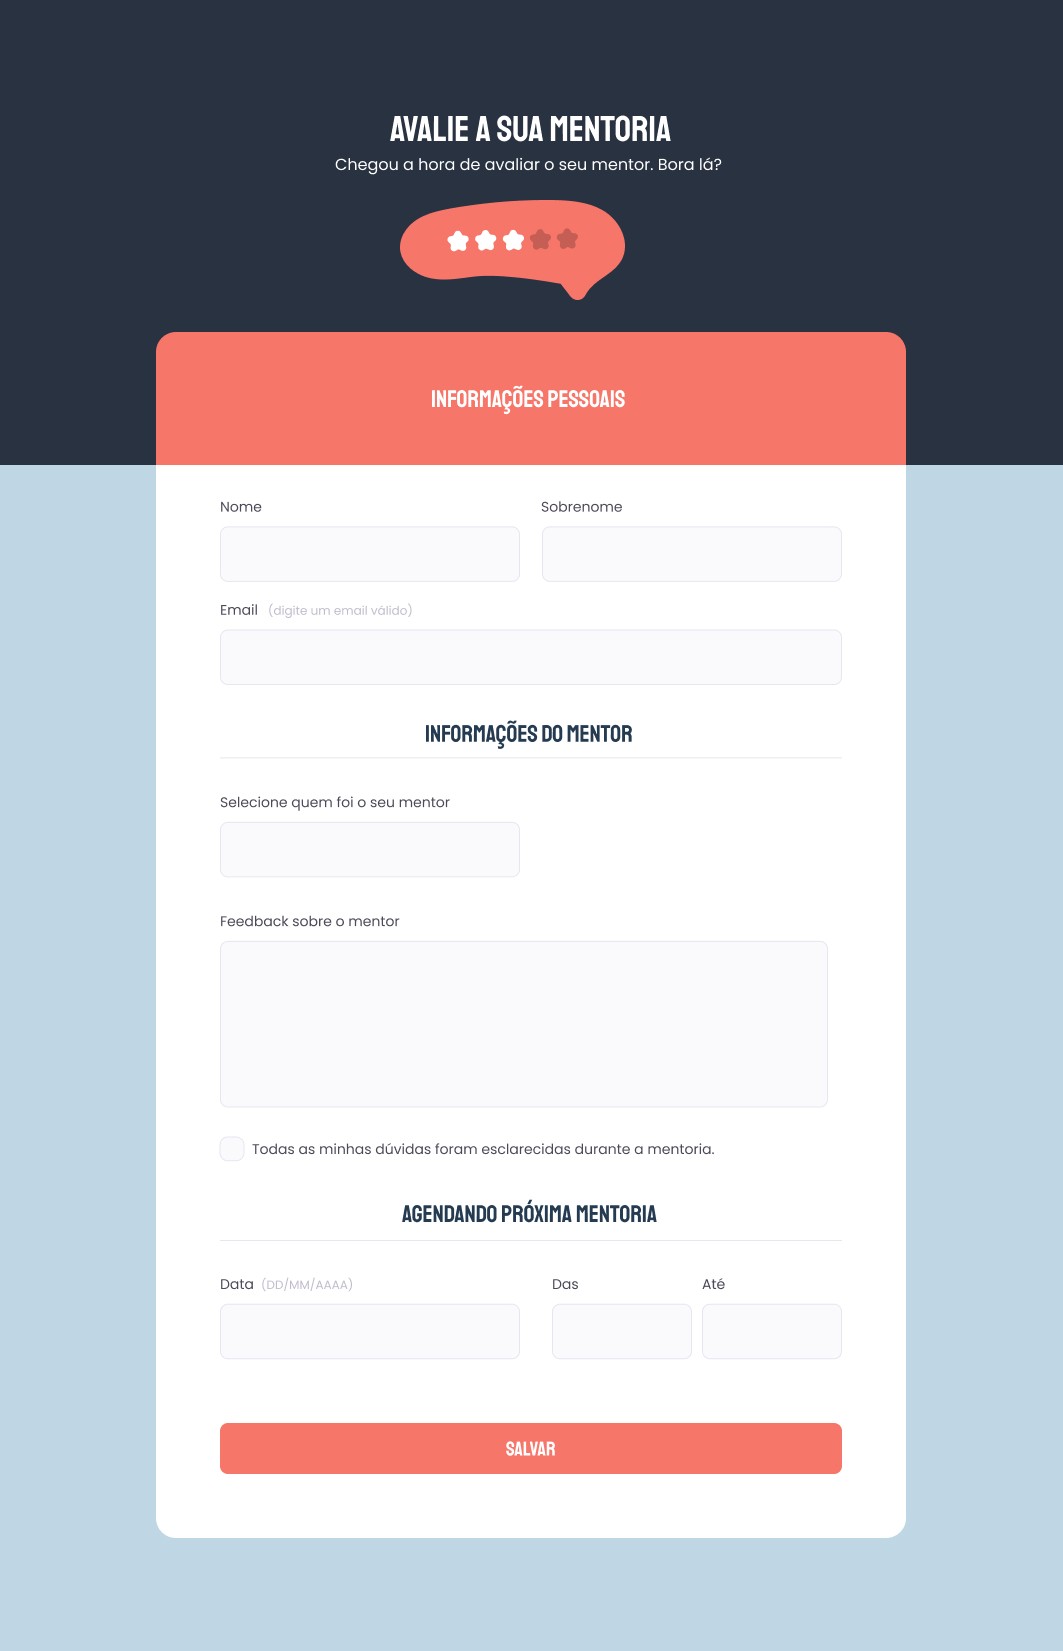 AVALIE A SUA MENTORIA
Chegou a hora de avaliar o seu mentor. Bora lá?
INFORMAÇÕES PESSOAIS
Nome Sobrenome
Email (digite um email válido)
INFORMAÇÕES DO MENTOR
Selecione quem foi o seu mentor
Feedback sobre o mentor
Todas as minhas dúvidas foram esclarecidas durante a mentoria.
AGENDANDO PRÓXIMA MENTORIA
Data (DD/MM/AAAA) Das Até
SALVAR